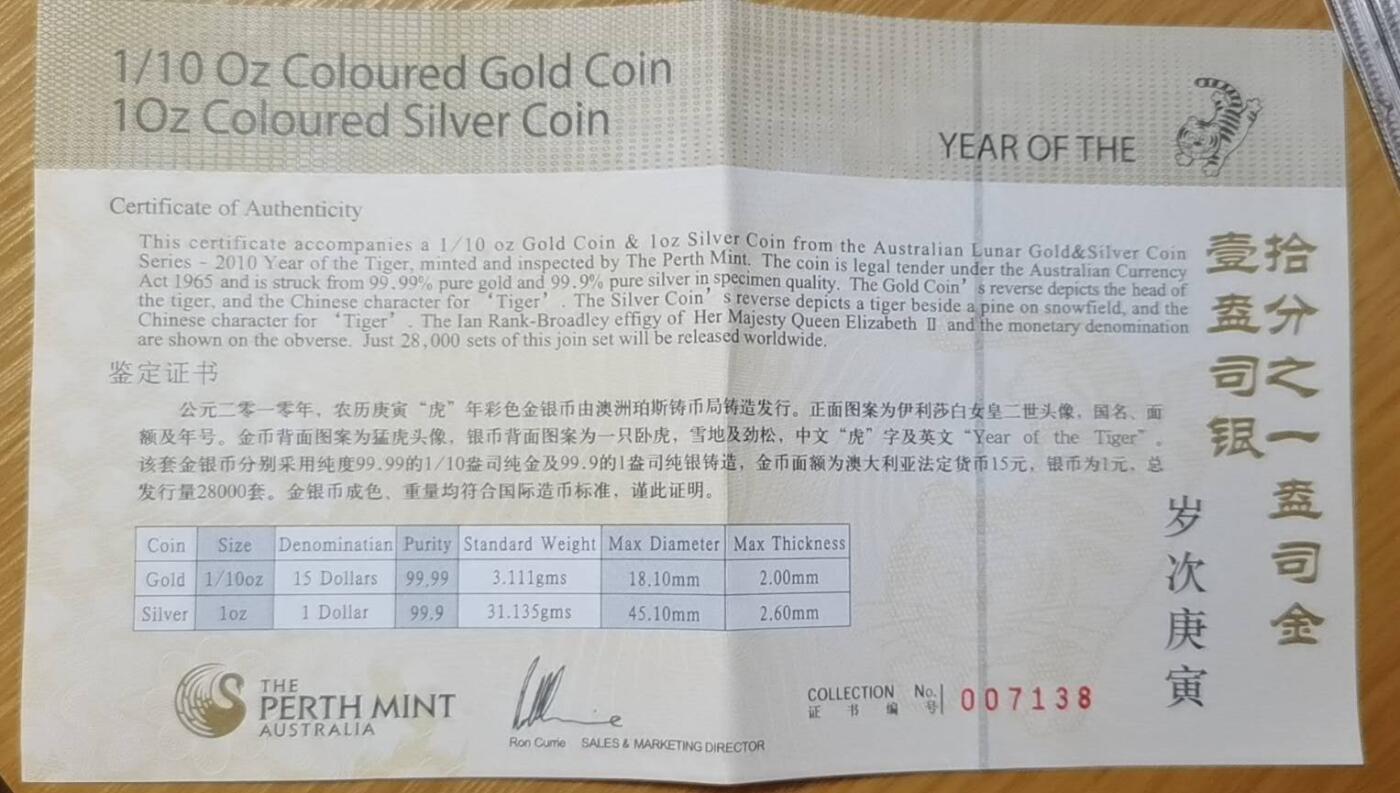 1/10 Oz Coloured Gold Coin
1Oz Coloured Silver Coin
YEAR OF THE
Certificate of Authenticity
This certificate accompanies a 1/10 oz Gold Coin & 1oz Silver Coin from the Australian Lunar Gold&Silver Coin
Series - 2010 Year of the Tiger, minted and inspected by The Perth Mint. The coin is legal tender under the Australian Currency
Act 1965 and is struck from 99.99% pure gold and 99.9% pure silver in specimen quality. The Gold Coin's reverse depicts the head of
the tiger, and the Chinese character for 'Tiger'. The Silver Coin's reverse depicts a tiger beside a pine on snowfield, and the
Chinese character for 'Tiger'. The Ian Rank-Broadley effigy of Her Majesty Queen Elizabeth II and the monetary denomination
are shown on the obverse. Just 28,000 sets of this join set will be released worldwide.
鉴定证书
公元二零一零年，农历庚寅“虎”年彩色金银币由澳洲珀斯铸币局铸造发行。正面图案为伊利莎白女皇二世头像，国名、面
额及年号。金币背面图案为猛虎头像，银币背面图案为一只卧虎，雪地及劲松，中文“虎”字及英文“Year of the Tiger”。
该套金银币分别采用纯度99.99的1/10盎司纯金及99.9的1盎司纯银铸造，金币面额为澳大利亚法定货币15元，银币为1元，总
发行量28000套。金银币成色、重量均符合国际造币标准，谨此证明。
Coin Size Denominatian Purity Standard Weight Max Diameter Max Thickness
Gold 1/10oz 15 Dollars 99.99 3.111gms 18.10mm 2.00mm
Silver 1oz 1 Dollar 99.9 31.135gms 45.10mm 2.60mm
拾分之一盎司金
壹盎司银
岁次庚寅
THE
PERTH MINT
AUSTRALIA
Ron Currie SALES & MARKETING DIRECTOR
COLLECTION No. 007138
证书编号